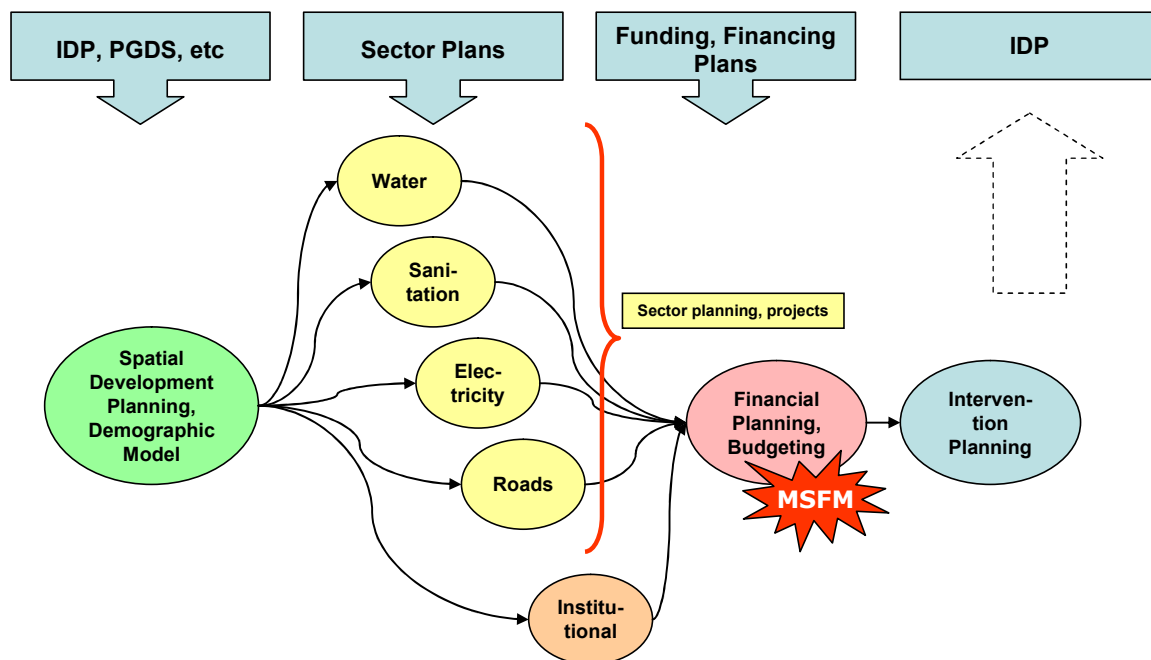 IDP, PGDS, etc
Sector Plans
Funding, Financing
Plans
IDP
Water
Sani-
tation
Sector planning, projects
Elec-
tricity
Spatial
Development
Planning,
Demographic
Model
Financial
Planning,
Budgeting
Interven-
tion
Planning
Roads
MSFM
Institu-
tional